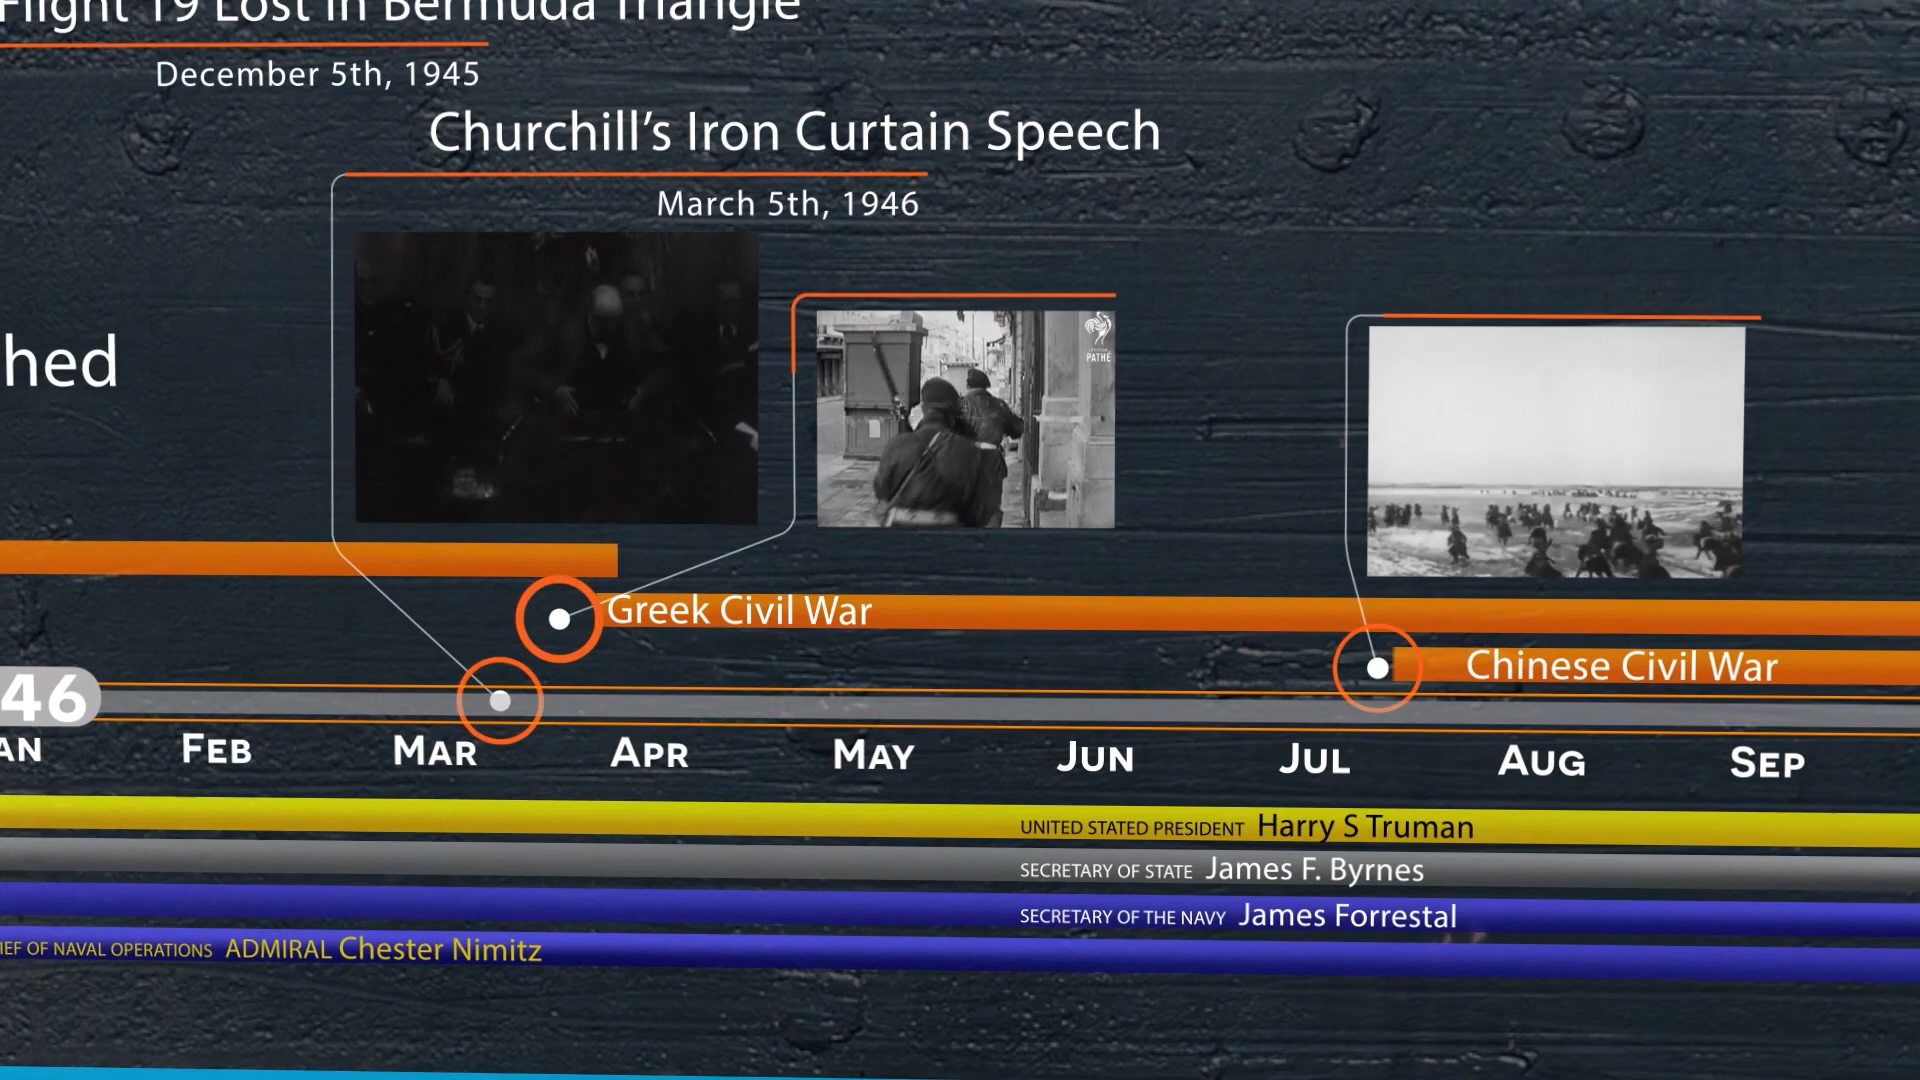 Flight 19 Lost in Bermuda Triangle
December 5th, 1945
Churchill’s Iron Curtain Speech
March 5th, 1946
PATHÉ
hed
Greek Civil War
Chinese Civil War
46
AN FEB MAR APR MAY JUN JUL AUG SEP
UNITED STATED PRESIDENT Harry S Truman
SECRETARY OF STATE James F. Byrnes
SECRETARY OF THE NAVY James Forrestal
IEF OF NAVAL OPERATIONS ADMIRAL Chester Nimitz